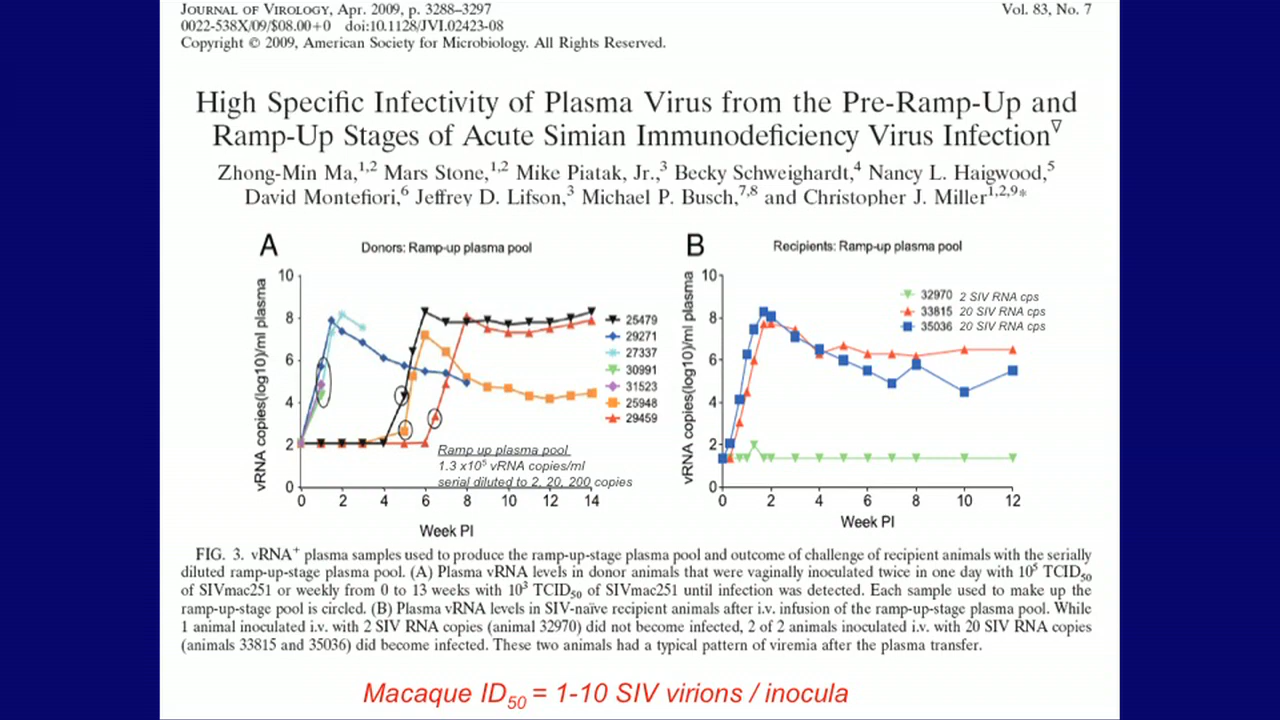 JOURNAL OF VIROLOGY, Apr. 2009, p. 3288–3297
Vol. 83, No. 7
0022-538X/09/$08.00+0 doi:10.1128/JVI.02423-08
Copyright © 2009, American Society for Microbiology. All Rights Reserved.
High Specific Infectivity of Plasma Virus from the Pre-Ramp-Up and
Ramp-Up Stages of Acute Simian Immunodeficiency Virus Infection▽
Zhong-Min Ma,1,2 Mars Stone,1,2 Mike Piatak, Jr.,3 Becky Schweighardt,4 Nancy L. Haigwood,5
David Montefiori,6 Jeffrey D. Lifson,3 Michael P. Busch,7,8 and Christopher J. Miller1,2,9*
A
Donors: Ramp-up plasma pool
vRNA copies(log10)/ml plasma
10
8
6
4
2
0
0 2 4 6 8 10 12 14
Week PI
25479
29271
27337
30991
31523
25948
29459
Ramp up plasma pool
1.3 x10⁵ vRNA copies/ml
serial diluted to 2, 20, 200 copies
B
Recipients: Ramp-up plasma pool
vRNA copies(log10)/ml plasma
10
8
6
4
2
0
0 2 4 6 8 10 12
Week PI
32970 2 SIV RNA cps
33815 20 SIV RNA cps
35036 20 SIV RNA cps
FIG. 3. vRNA⁺ plasma samples used to produce the ramp-up-stage plasma pool and outcome of challenge of recipient animals with the serially
diluted ramp-up-stage plasma pool. (A) Plasma vRNA levels in donor animals that were vaginally inoculated twice in one day with 10⁵ TCID₅₀
of SIVmac251 or weekly from 0 to 13 weeks with 10³ TCID₅₀ of SIVmac251 until infection was detected. Each sample used to make up the
ramp-up-stage pool is circled. (B) Plasma vRNA levels in SIV-naïve recipient animals after i.v. infusion of the ramp-up-stage plasma pool. While
1 animal inoculated i.v. with 2 SIV RNA copies (animal 32970) did not become infected, 2 of 2 animals inoculated i.v. with 20 SIV RNA copies
(animals 33815 and 35036) did become infected. These two animals had a typical pattern of viremia after the plasma transfer.
Macaque ID₅₀ = 1-10 SIV virions / inocula